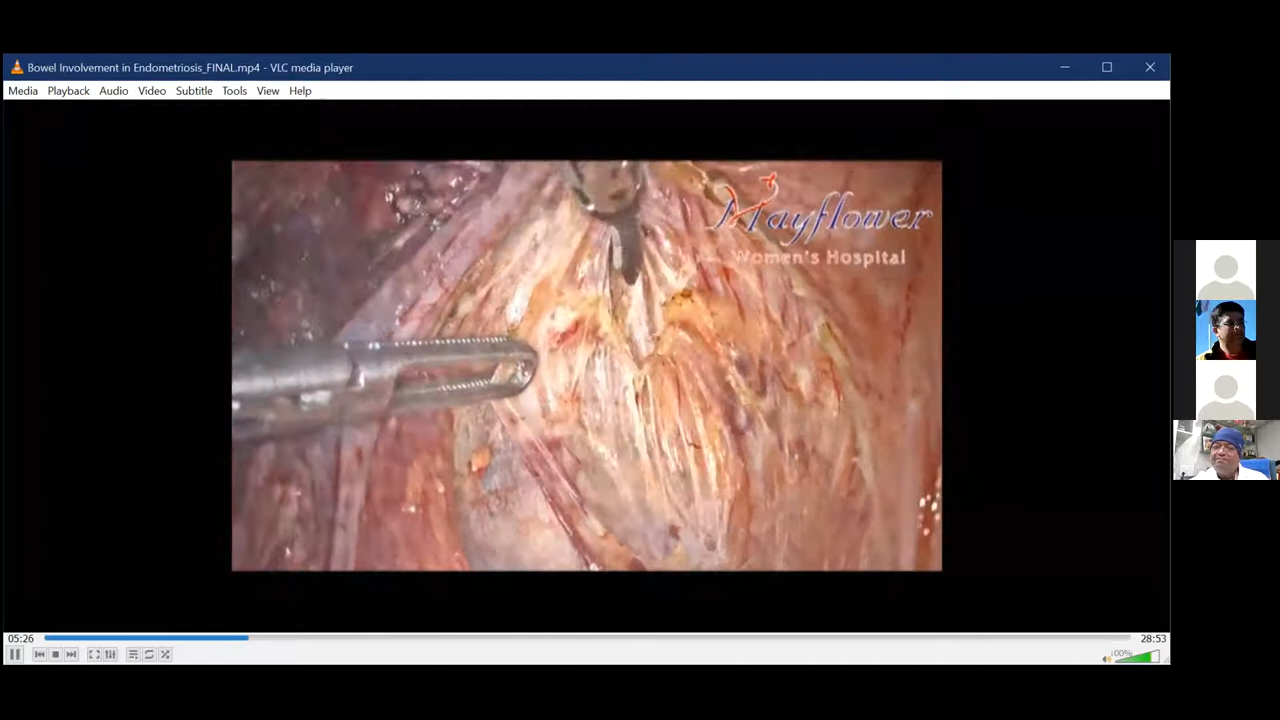 Bowel Involvement in Endometriosis_FINAL.mp4 - VLC media player
Media Playback Audio Video Subtitle Tools View Help
Mayflower
Women's Hospital
05:26
28:53
100%